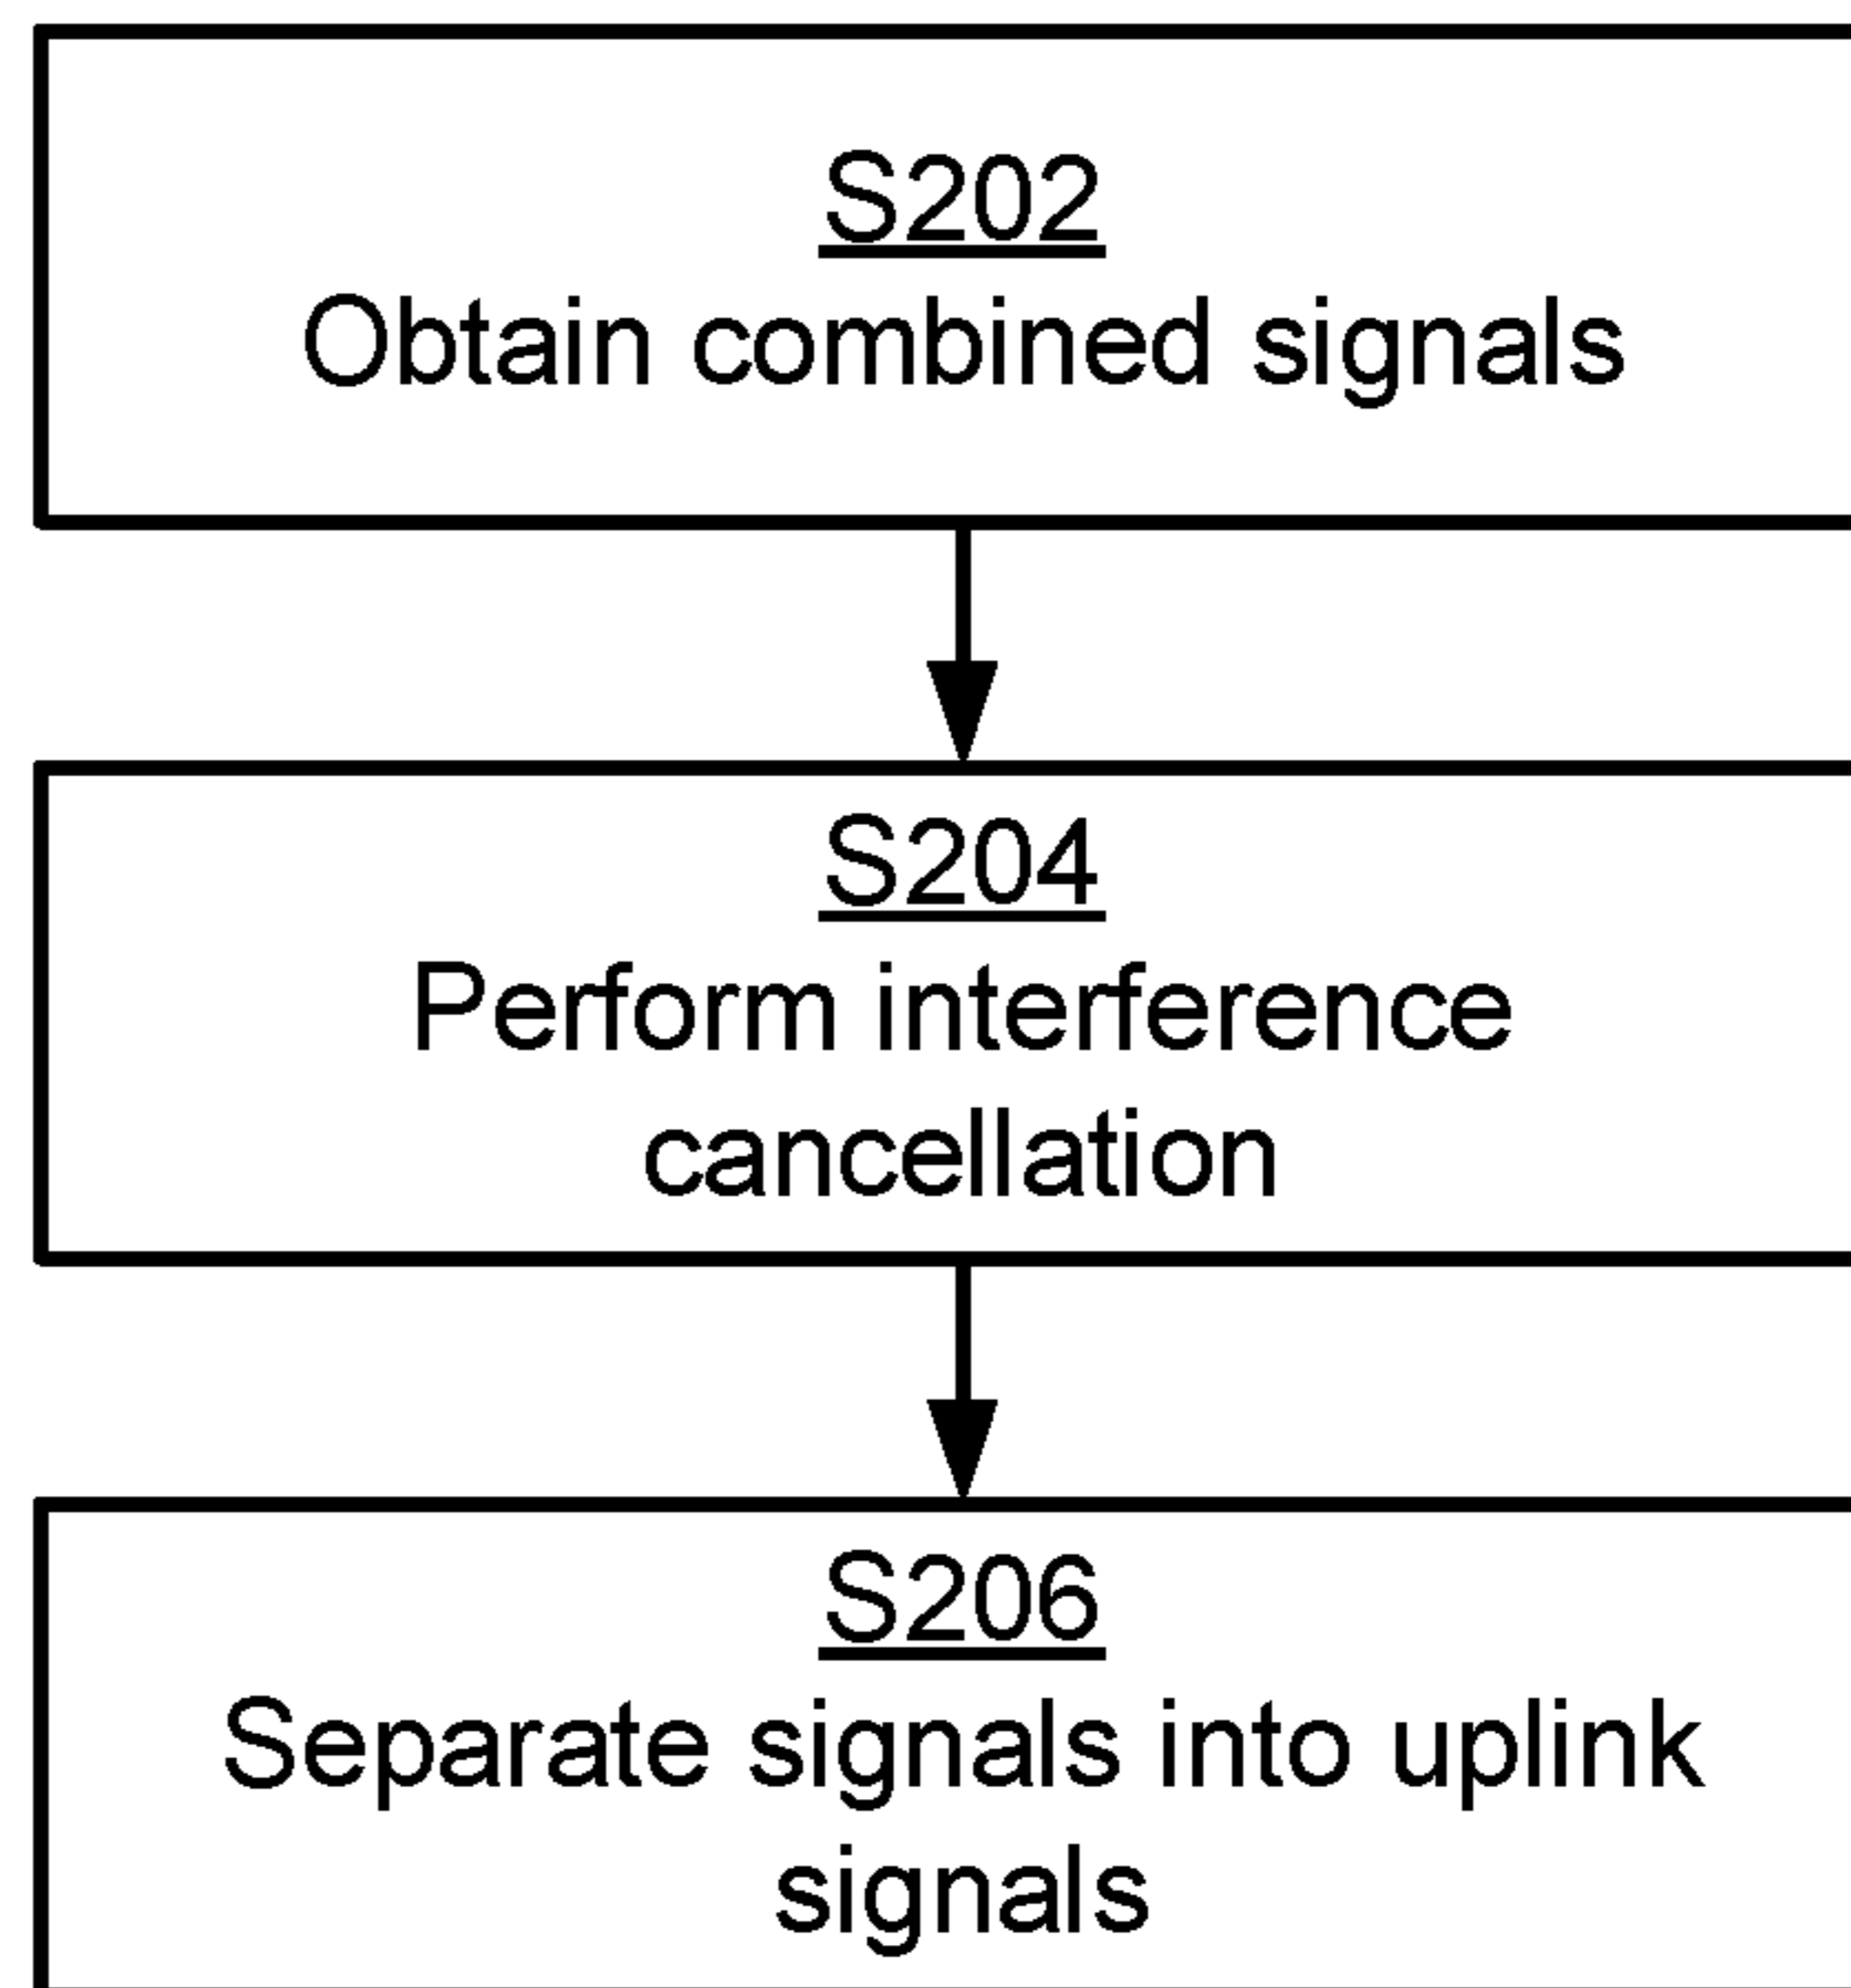 S202
Obtain combined signals
S204
Perform interference
cancellation
S206
Separate signals into uplink
signals